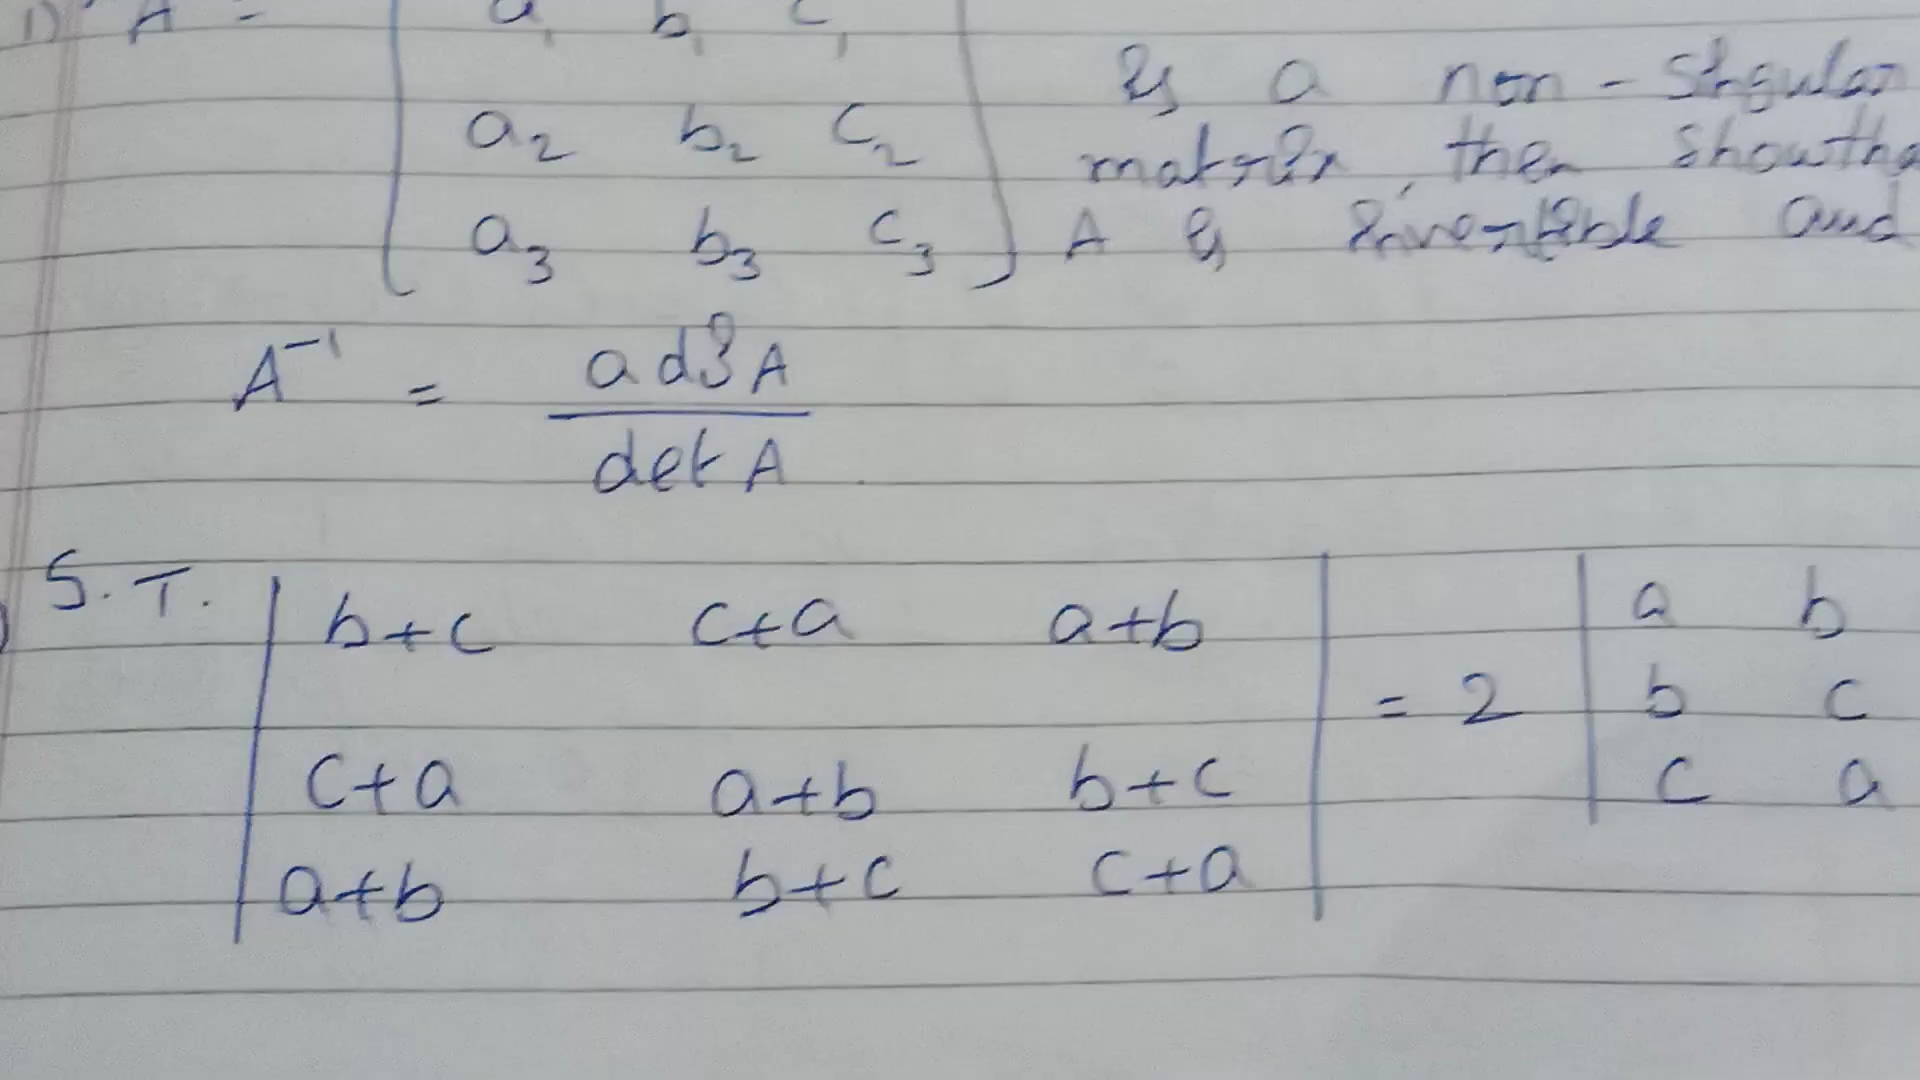 1) A = a₁ b₁ c₁
a₂ b₂ c₂ is a non-singular
a₃ b₃ c₃ matrix, then show tha
A is invertible and
A⁻¹ = adj A
det A
S.T. | b+c c+a a+b | = 2 | a b
c+a a+b b+c b c
a+b b+c c+a c a